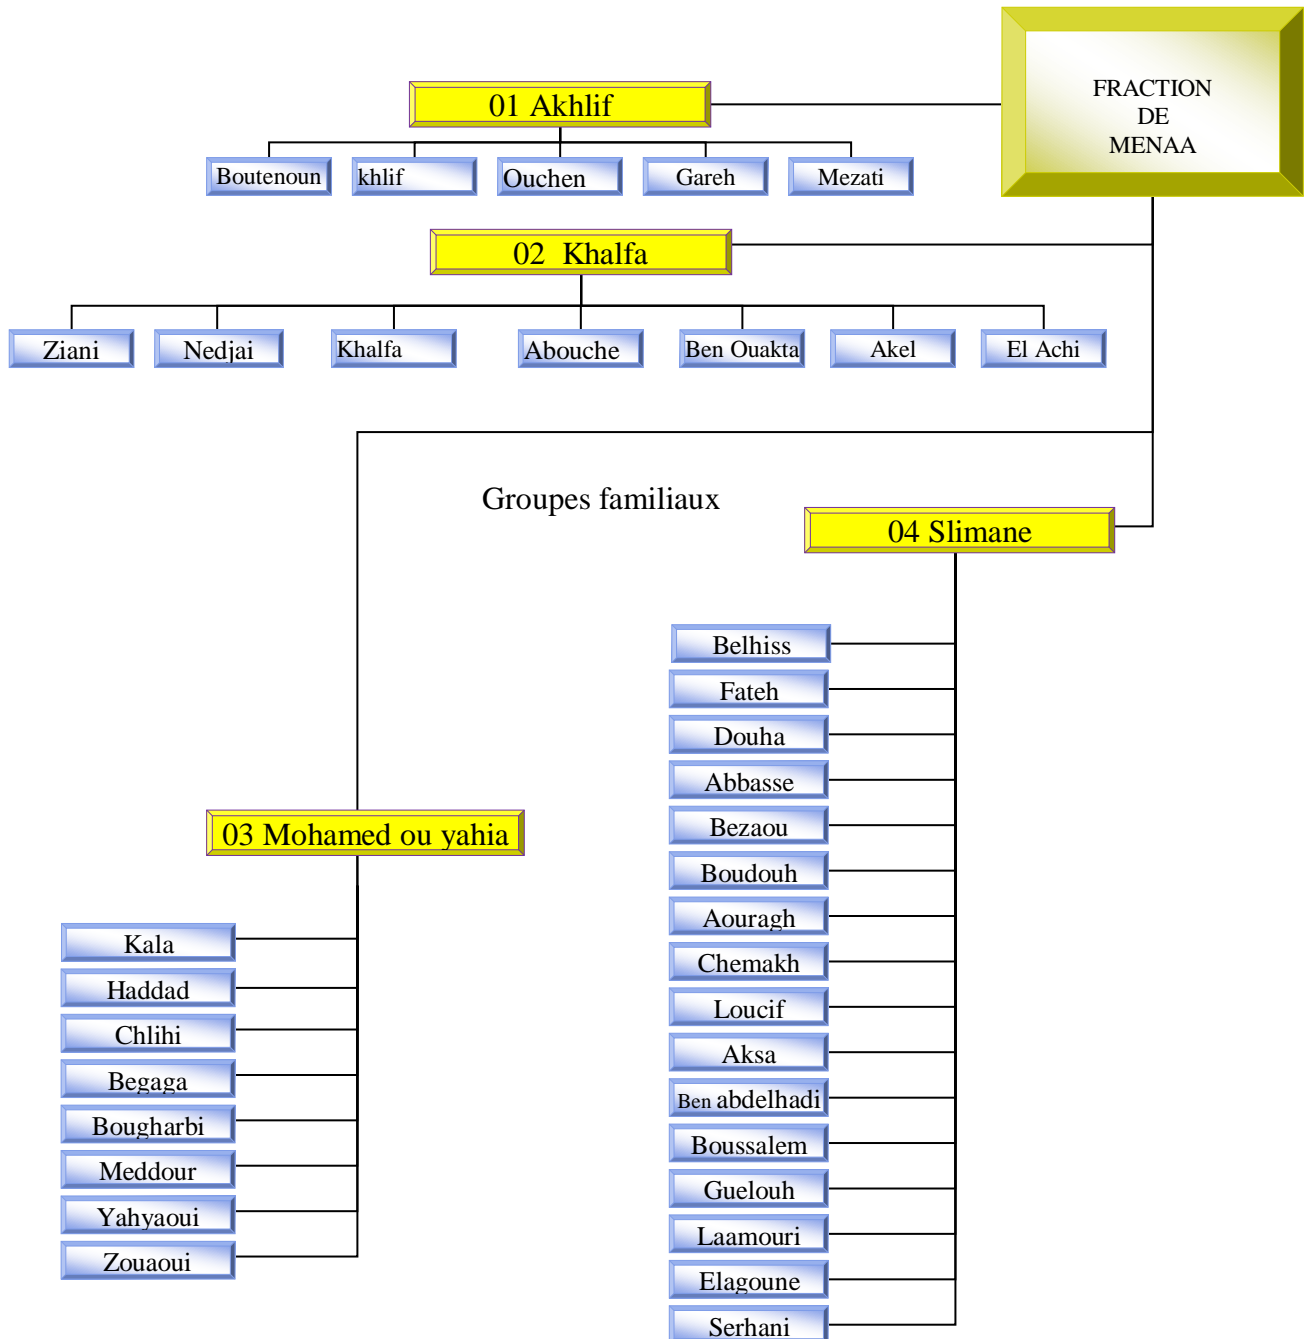 FRACTION
DE
MENAA
01 Akhlif
Boutenoun
khlif
Ouchen
Gareh
Mezati
02 Khalfa
Ziani
Nedjai
Khalfa
Abouche
Ben Ouakta
Akel
El Achi
Groupes familiaux
04 Slimane
Belhiss
Fateh
Douha
Abbasse
Bezaou
Boudouh
Aouragh
Chemakh
Loucif
Aksa
Ben abdelhadi
Boussalem
Guelouh
Laamouri
Elagoune
Serhani
03 Mohamed ou yahia
Kala
Haddad
Chlihi
Begaga
Bougharbi
Meddour
Yahyaoui
Zouaoui